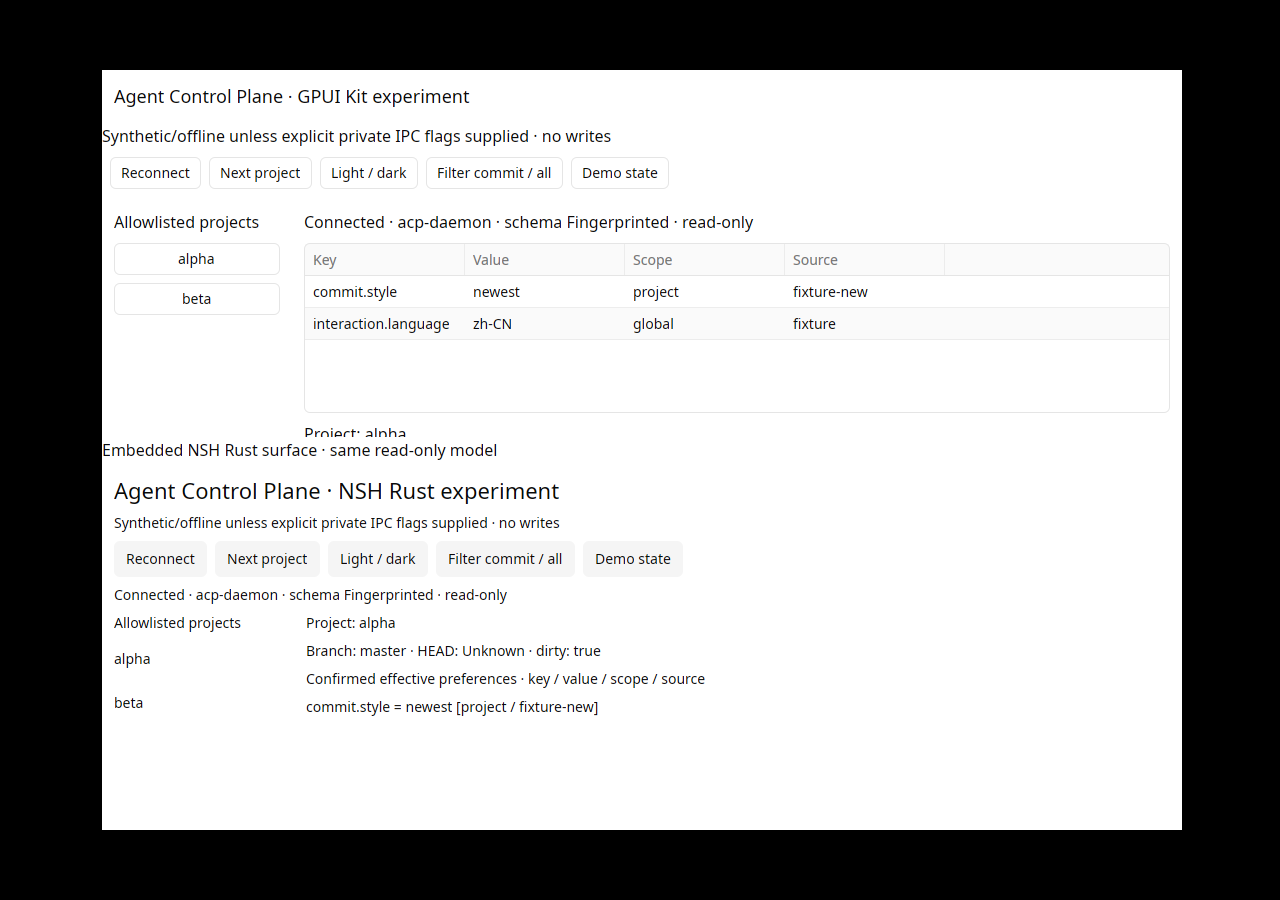 Agent Control Plane · GPUI Kit experiment
Synthetic/offline unless explicit private IPC flags supplied · no writes
Reconnect Next project Light / dark Filter commit / all Demo state
Allowlisted projects
alpha
beta
Connected · acp-daemon · schema Fingerprinted · read-only
Key Value Scope Source
commit.style newest project fixture-new
interaction.language zh-CN global fixture
Project: alpha
Embedded NSH Rust surface · same read-only model
Agent Control Plane · NSH Rust experiment
Synthetic/offline unless explicit private IPC flags supplied · no writes
Reconnect Next project Light / dark Filter commit / all Demo state
Connected · acp-daemon · schema Fingerprinted · read-only
Allowlisted projects
alpha
beta
Project: alpha
Branch: master · HEAD: Unknown · dirty: true
Confirmed effective preferences · key / value / scope / source
commit.style = newest [project / fixture-new]